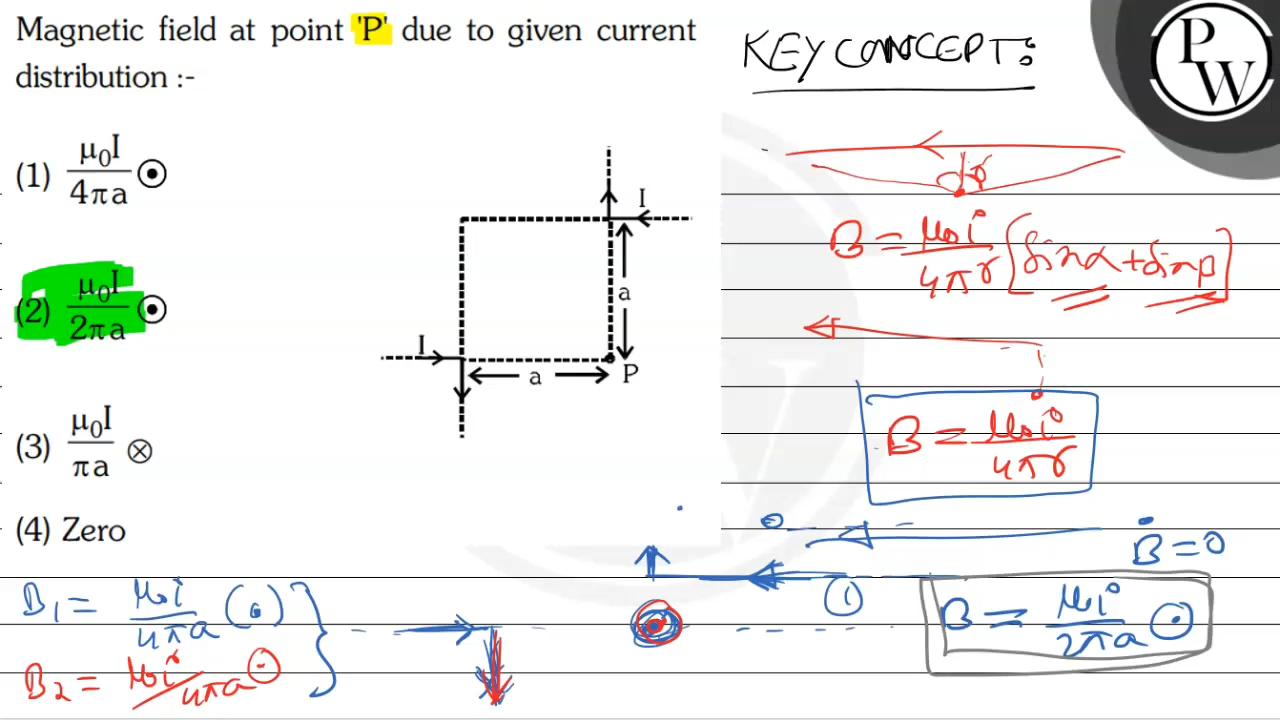 Magnetic field at point 'P' due to given current
distribution :-
(1) μ₀I/4πa ⊙
(2) μ₀I/2πa ⊙
(3) μ₀I/πa ⊗
(4) Zero
I
a
I
a
P
KEY CONCEPT:
PW
r
B = μ₀i/4πr [sinα + sinβ]
B = μ₀i/4πr
B = 0
①
B = μ₀i/2πa ⊙
B₁ = μ₀i/4πa ⊙
B₂ = μ₀i/4πa ⊙